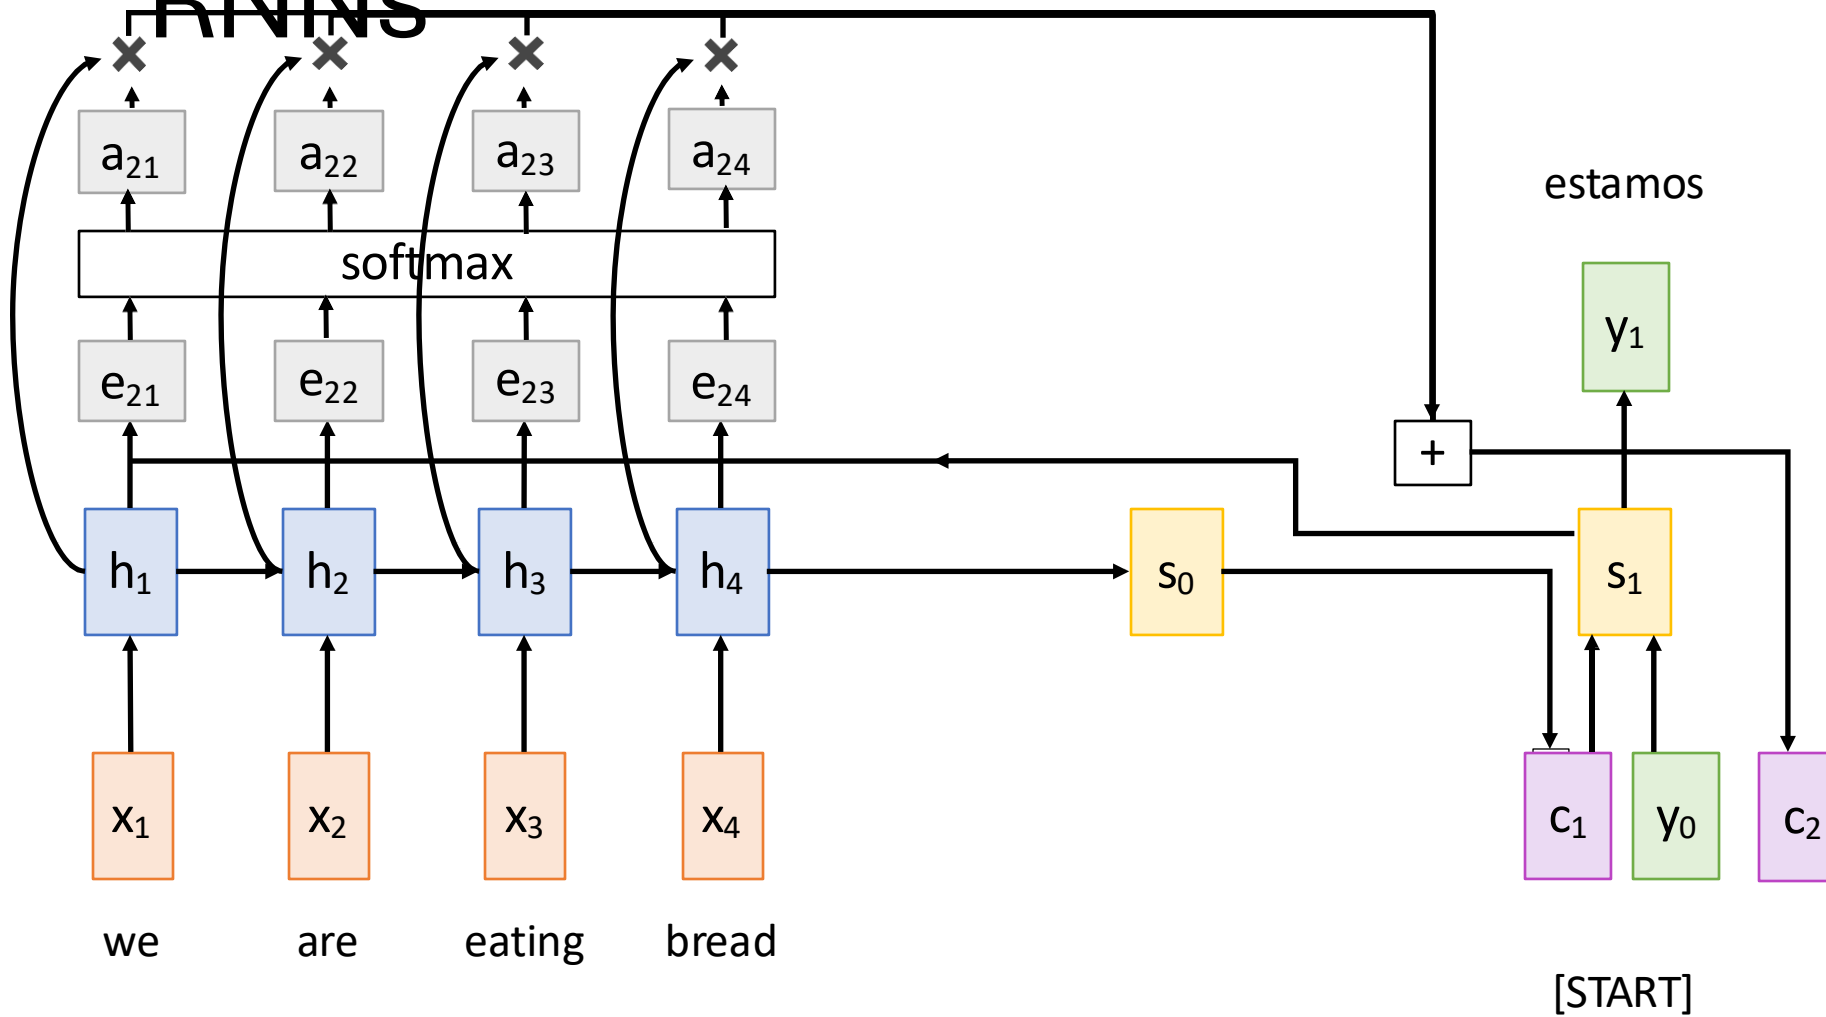 RNNs
a21 a22 a23 a24
estamos
softmax
y1
e21 e22 e23 e24
+
h1 h2 h3 h4 s0 s1
x1 x2 x3 x4 c1 y0 c2
we are eating bread
[START]